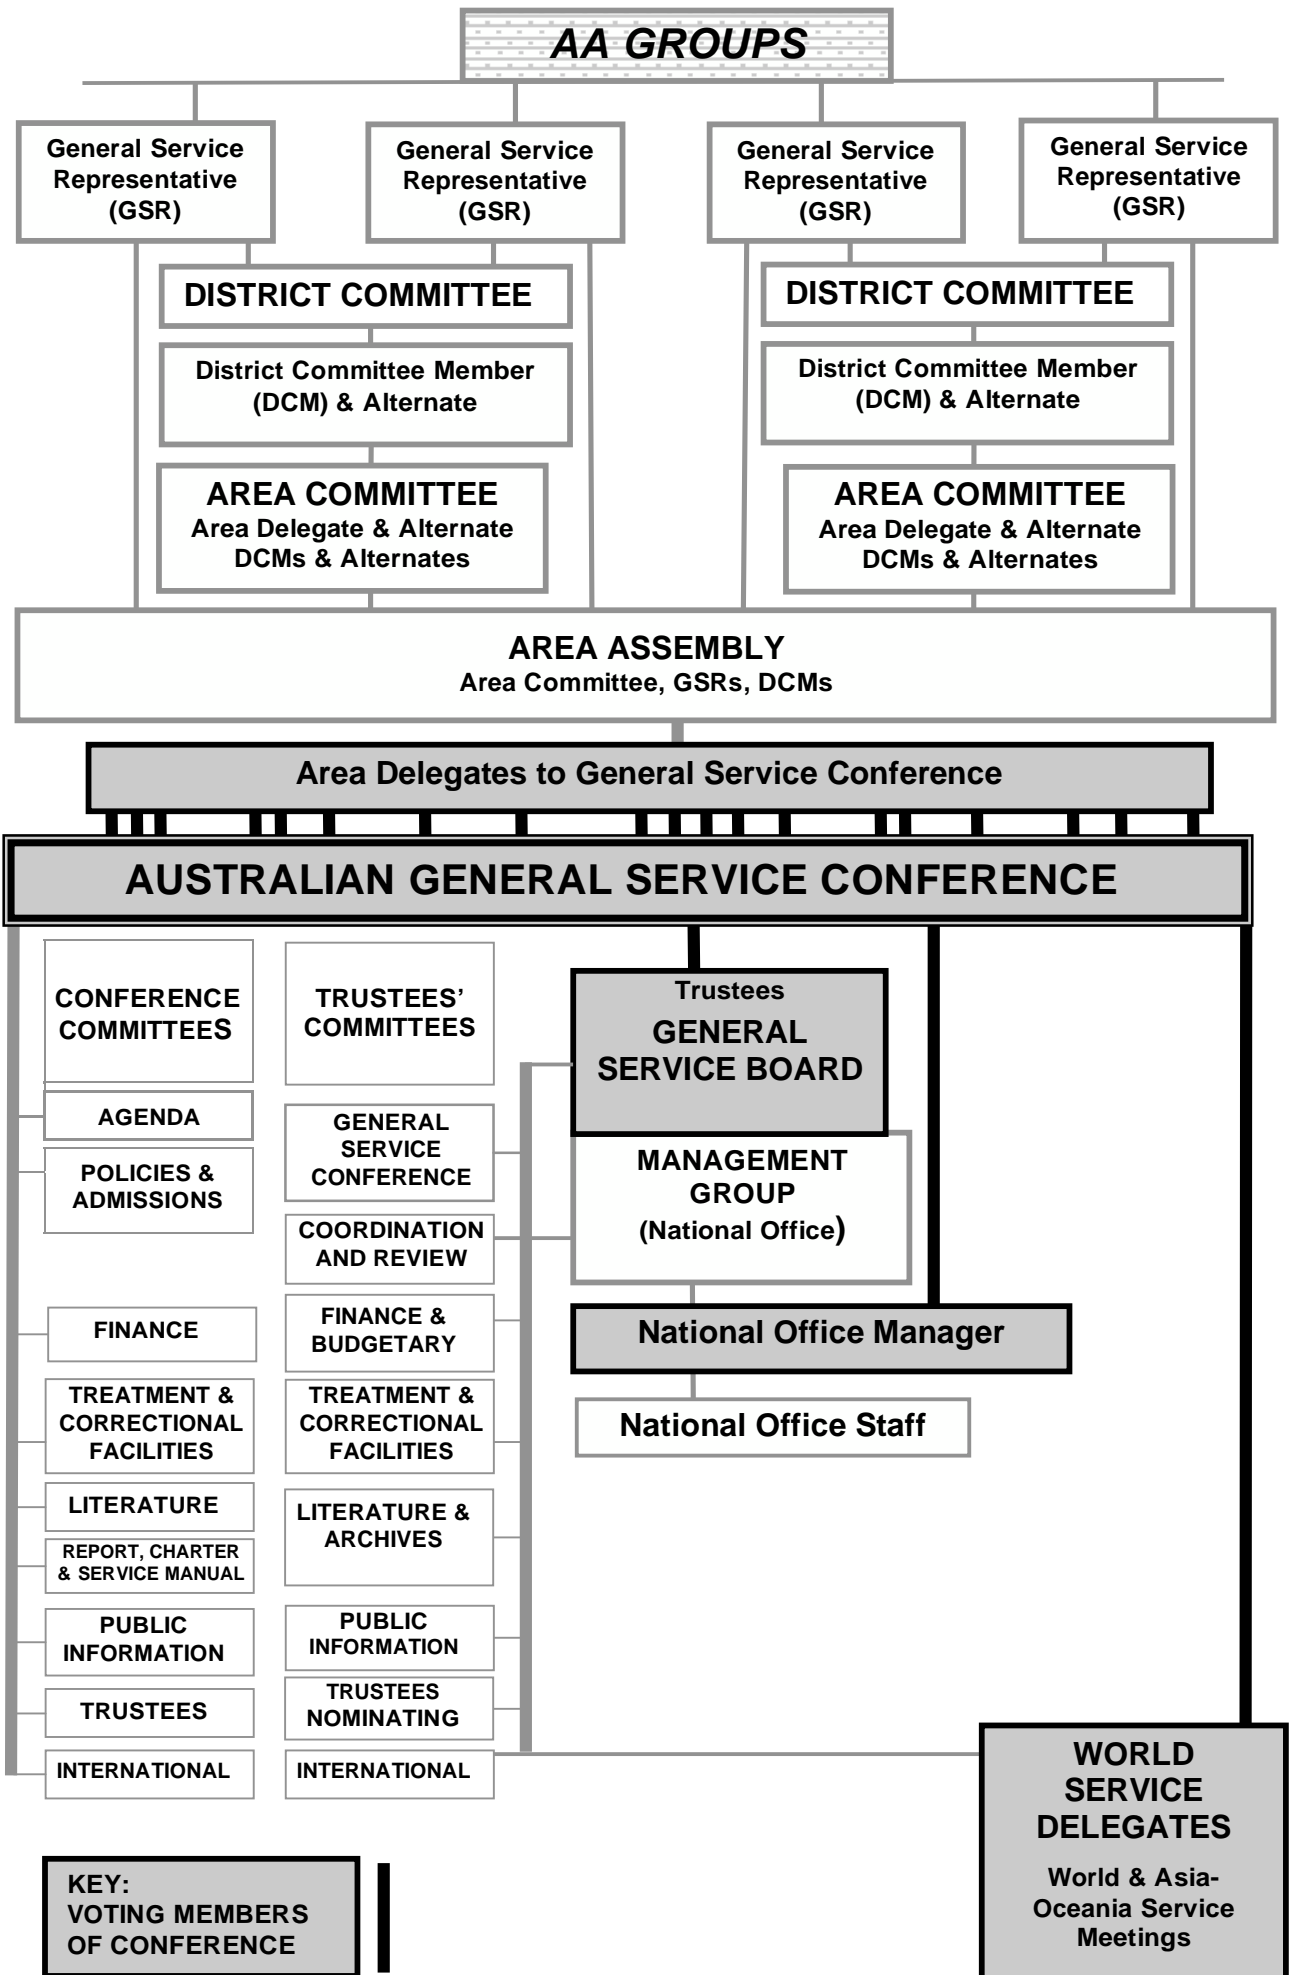 AA GROUPS
General Service
Representative
(GSR)
General Service
Representative
(GSR)
General Service
Representative
(GSR)
General Service
Representative
(GSR)
DISTRICT COMMITTEE
DISTRICT COMMITTEE
District Committee Member
(DCM) & Alternate
District Committee Member
(DCM) & Alternate
AREA COMMITTEE
Area Delegate & Alternate
DCMs & Alternates
AREA COMMITTEE
Area Delegate & Alternate
DCMs & Alternates
AREA ASSEMBLY
Area Committee, GSRs, DCMs
Area Delegates to General Service Conference
AUSTRALIAN GENERAL SERVICE CONFERENCE
CONFERENCE
COMMITTEES
AGENDA
POLICIES &
ADMISSIONS
FINANCE
TREATMENT &
CORRECTIONAL
FACILITIES
LITERATURE
REPORT, CHARTER
& SERVICE MANUAL
PUBLIC
INFORMATION
TRUSTEES
INTERNATIONAL
TRUSTEES’
COMMITTEES
GENERAL
SERVICE
CONFERENCE
COORDINATION
AND REVIEW
FINANCE &
BUDGETARY
TREATMENT &
CORRECTIONAL
FACILITIES
LITERATURE &
ARCHIVES
PUBLIC
INFORMATION
TRUSTEES
NOMINATING
INTERNATIONAL
Trustees
GENERAL
SERVICE BOARD
MANAGEMENT
GROUP
(National Office)
National Office Manager
National Office Staff
WORLD
SERVICE
DELEGATES
World & Asia-
Oceania Service
Meetings
KEY:
VOTING MEMBERS
OF CONFERENCE